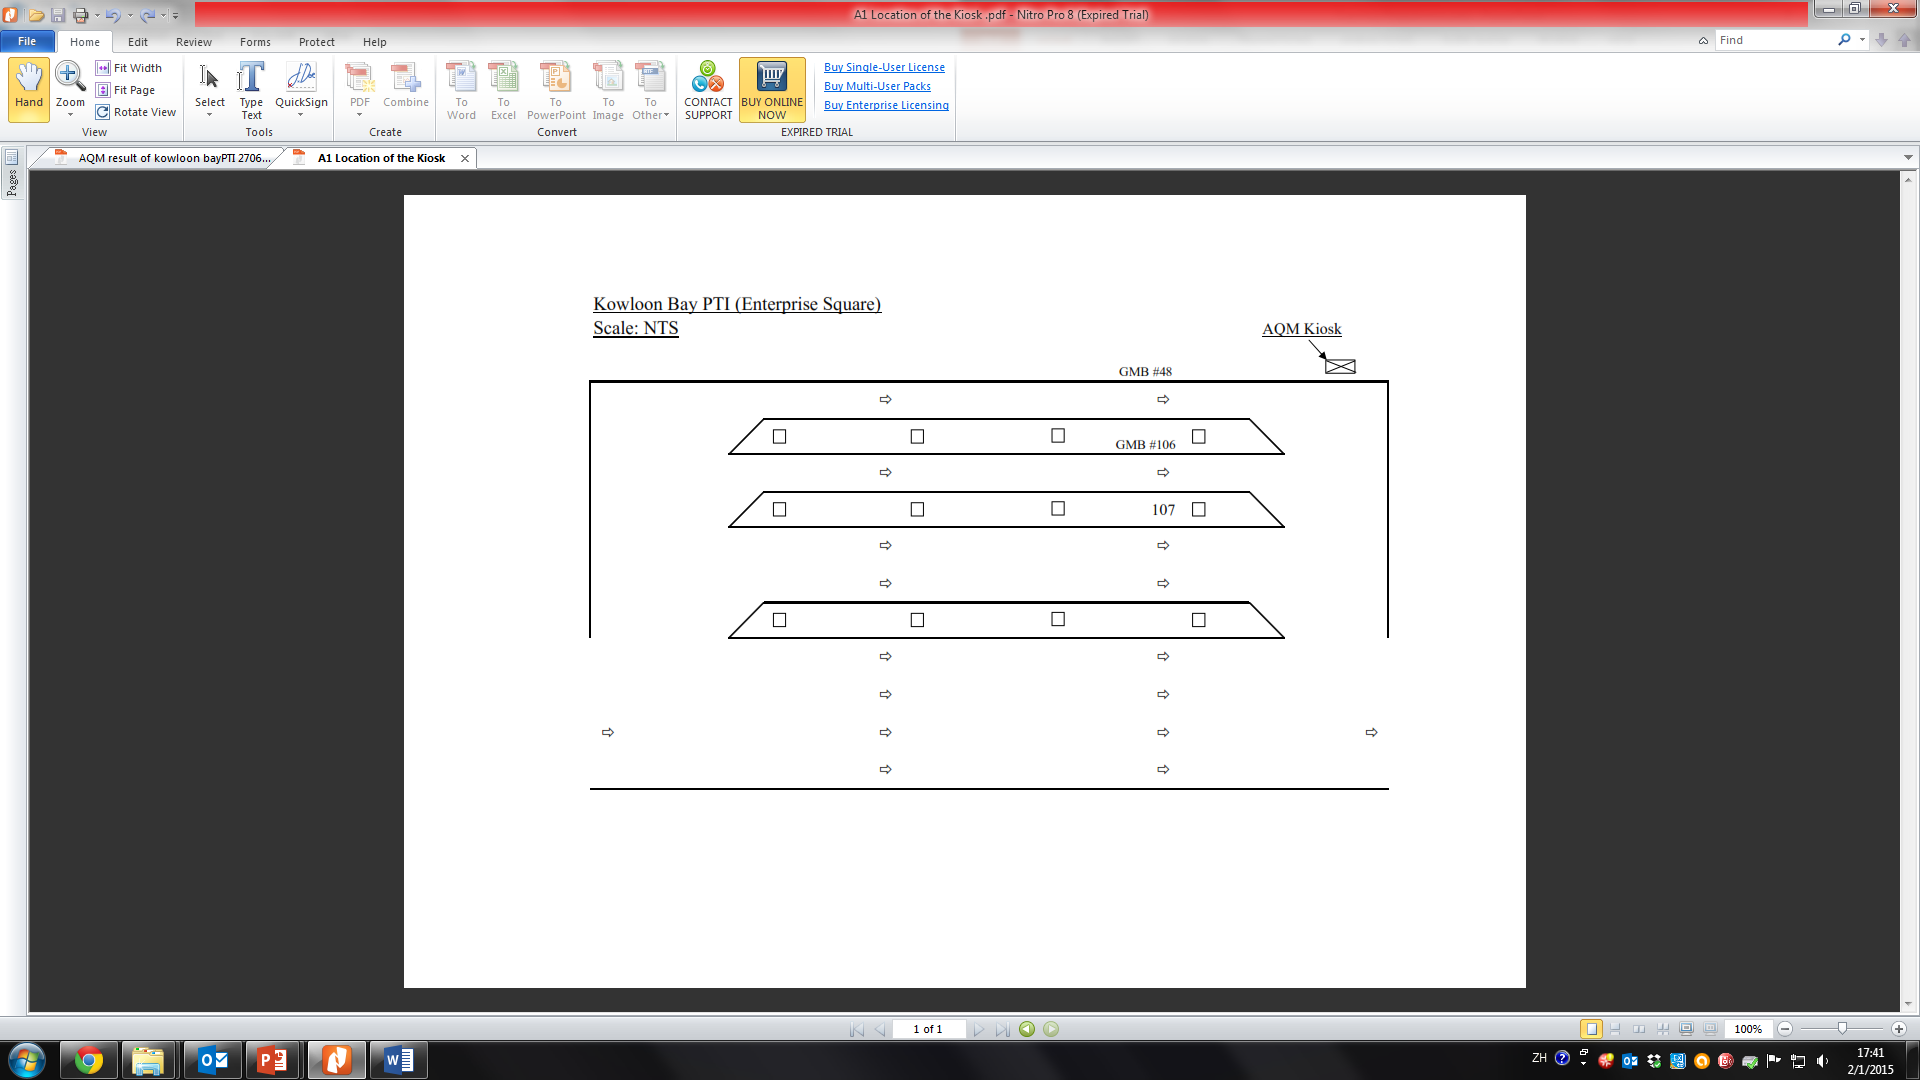 A1 Location of the Kiosk .pdf - Nitro Pro 8 (Expired Trial)
File Home Edit Review Forms Protect Help
Find
Hand
Zoom
Fit Width
Fit Page
Rotate View
View
Select
Type Text
QuickSign
Tools
PDF
Combine
Create
To Word
To Excel
To PowerPoint
To Image
To Other
Convert
CONTACT SUPPORT
BUY ONLINE NOW
Buy Single-User License
Buy Multi-User Packs
Buy Enterprise Licensing
EXPIRED TRIAL
AQM result of kowloon bayPTI 2706...
A1 Location of the Kiosk
Pages
Kowloon Bay PTI (Enterprise Square)
Scale: NTS
AQM Kiosk
GMB #48
GMB #106
107
1 of 1
100%
ZH
17:41
2/1/2015